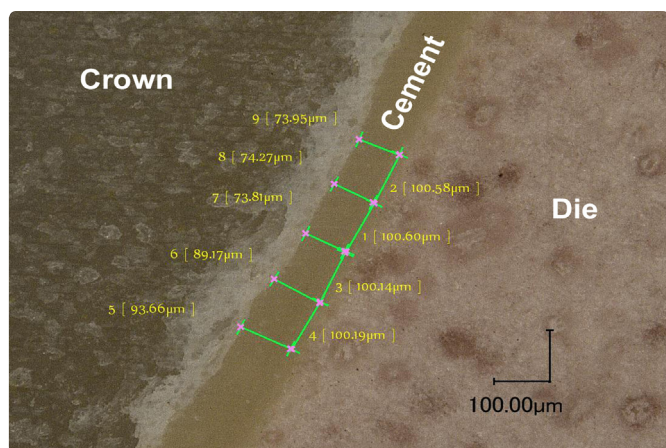 Crown
Cement
Die
9 [ 73.95µm ]
8 [ 74.27µm ]
2 [ 100.58µm ]
7 [ 73.81µm ]
1 [ 100.60µm ]
6 [ 89.17µm ]
3 [ 100.14µm ]
5 [ 93.66µm ]
4 [ 100.19µm ]
100.00µm